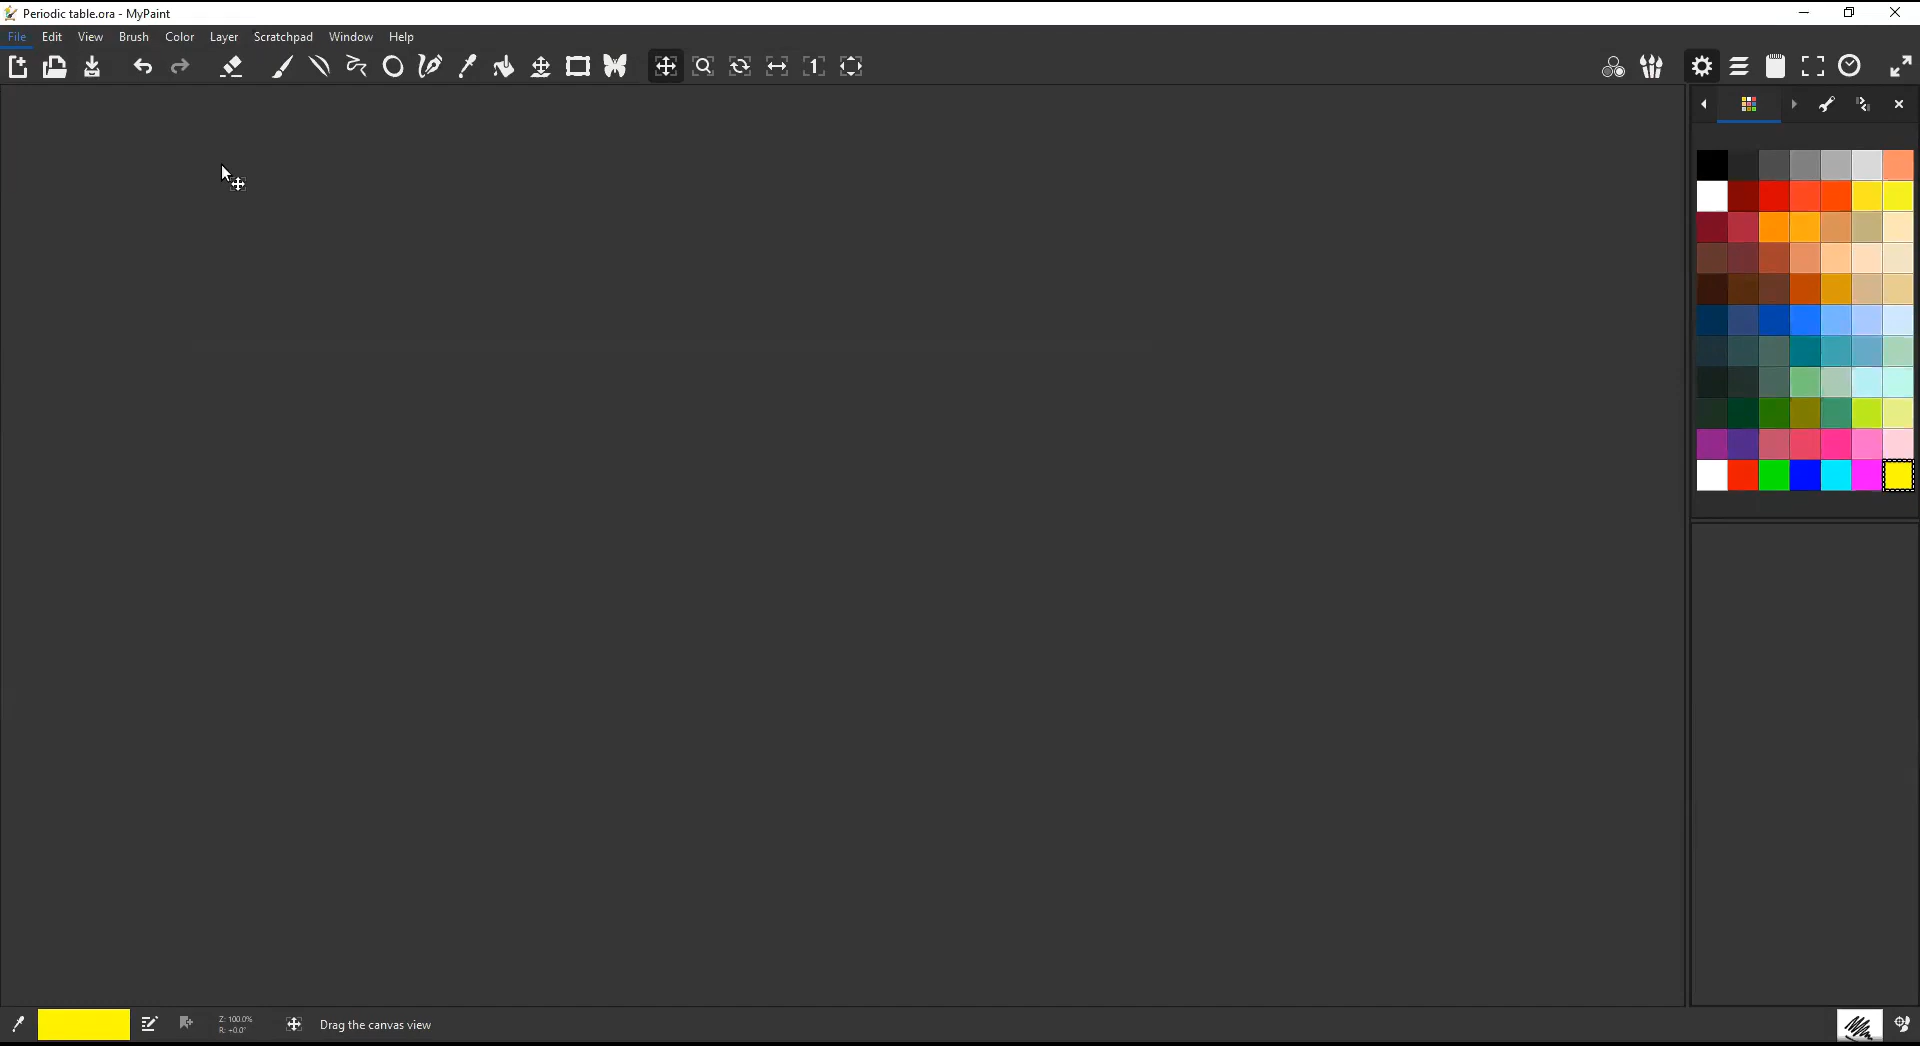 Periodic table.ora - MyPaint
File Edit View Brush Color Layer Scratchpad Window Help
1
Z: 100.0%
R: +0.0°
Drag the canvas view